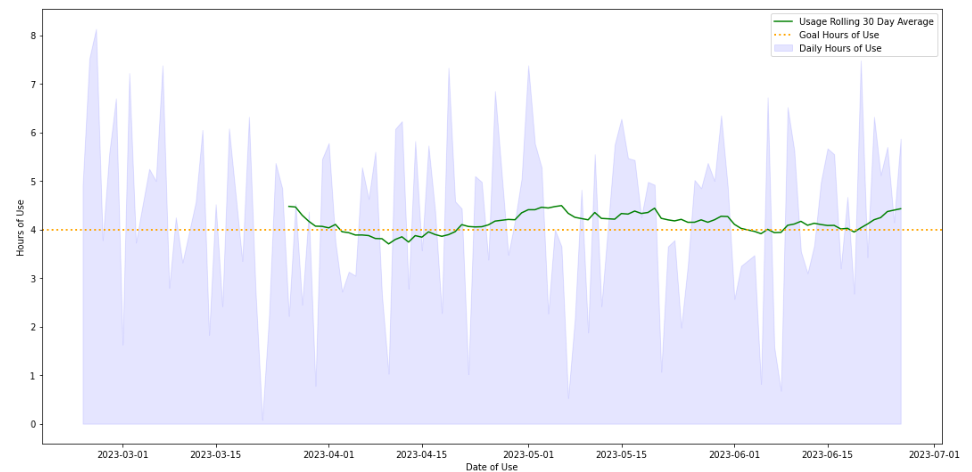 Usage Rolling 30 Day Average
Goal Hours of Use
Daily Hours of Use
8
7
6
5
4
3
2
1
0
Hours of Use
2023-03-01 2023-03-15 2023-04-01 2023-04-15 2023-05-01 2023-05-15 2023-06-01 2023-06-15 2023-07-01
Date of Use